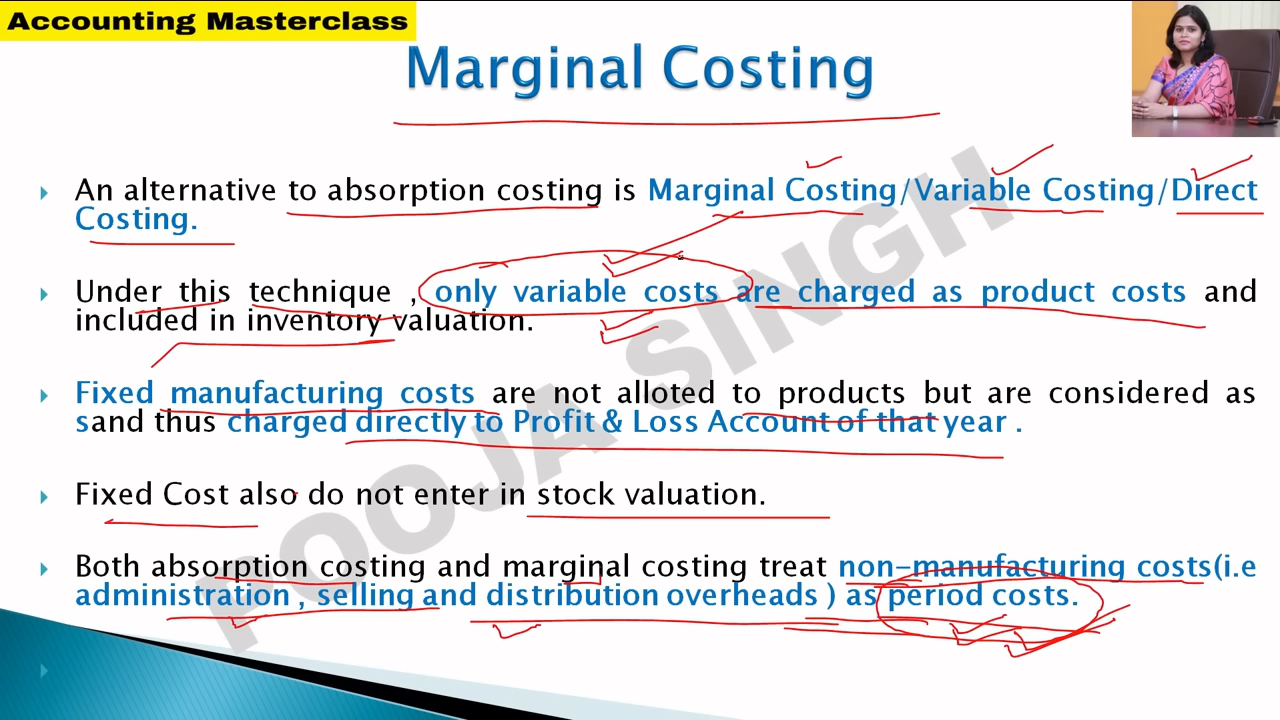 Accounting Masterclass
Marginal Costing
An alternative to absorption costing is Marginal Costing/Variable Costing/Direct
Costing.
Under this technique , only variable costs are charged as product costs and
included in inventory valuation.
Fixed manufacturing costs are not alloted to products but are considered as
sand thus charged directly to Profit & Loss Account of that year .
Fixed Cost also do not enter in stock valuation.
Both absorption costing and marginal costing treat non-manufacturing costs(i.e
administration , selling and distribution overheads ) as period costs.
POOJA SINGH